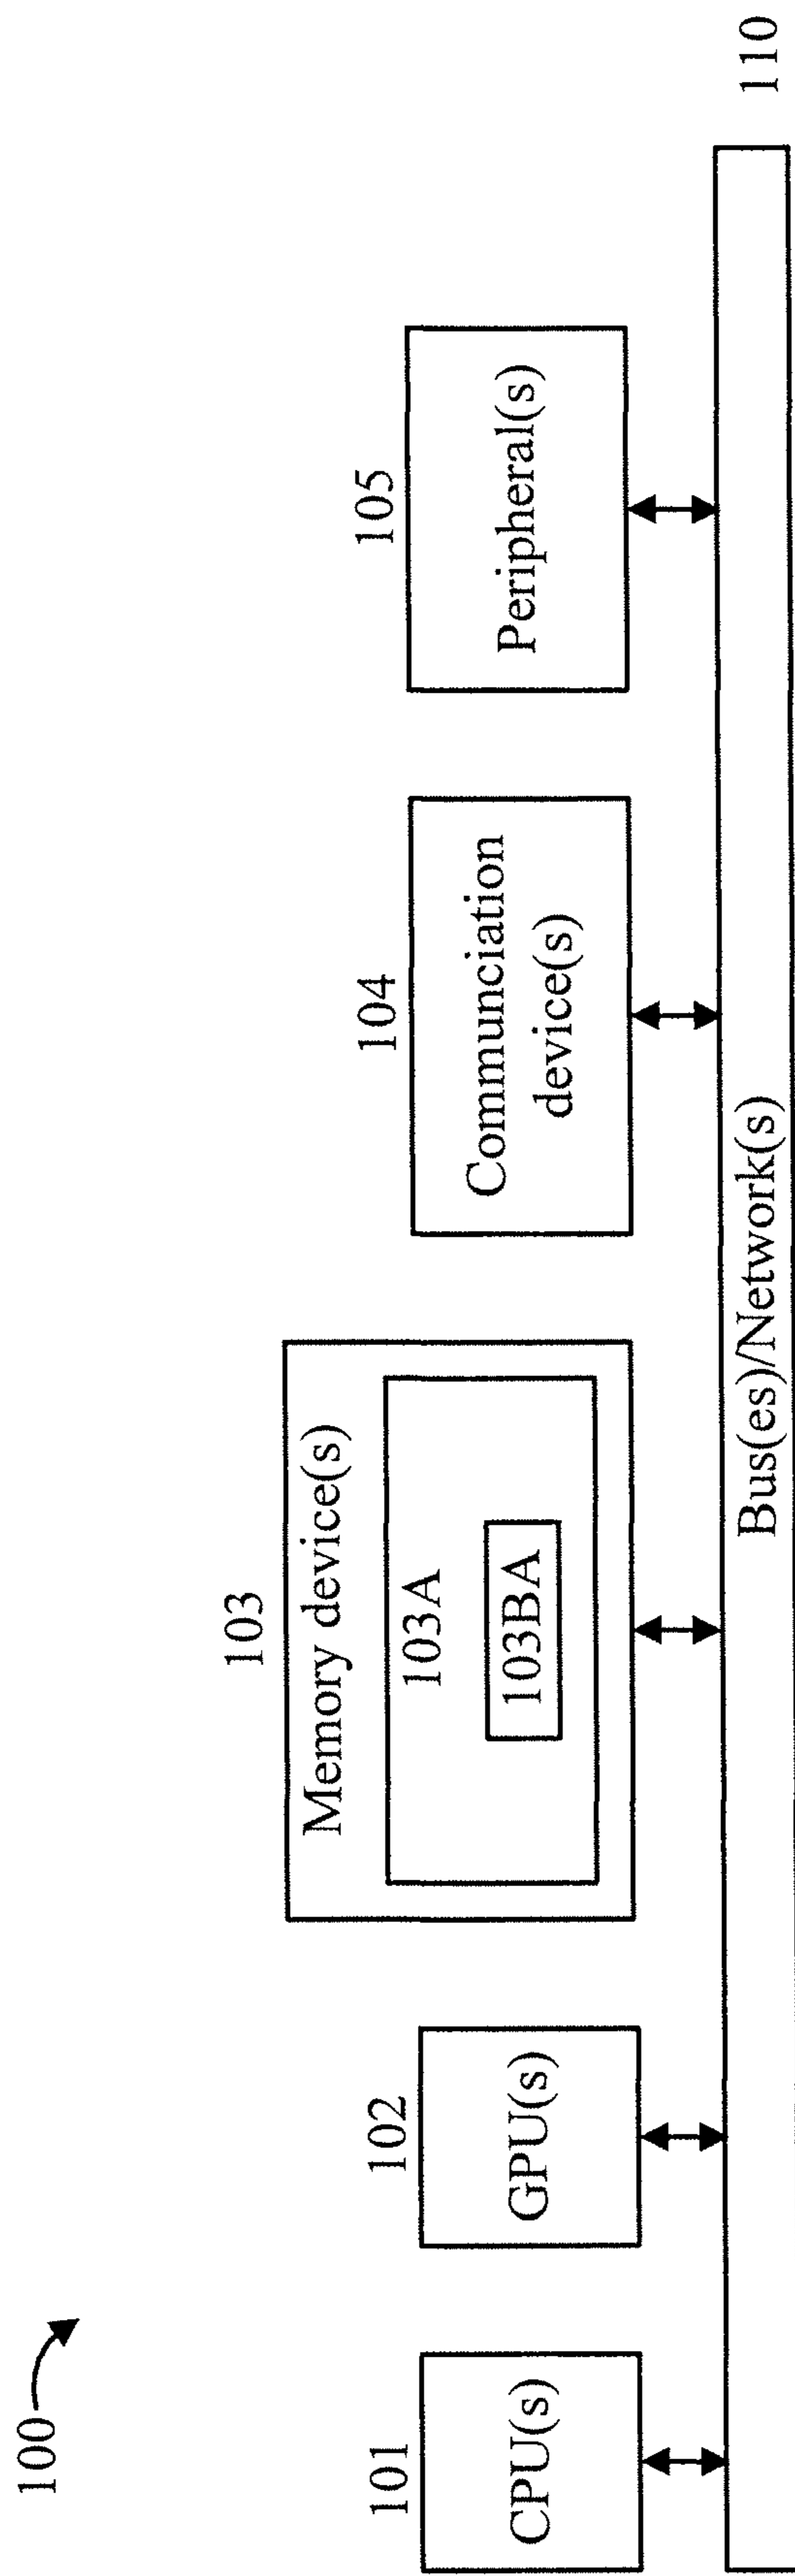 100
101
CPU(s)
102
GPU(s)
103
Memory device(s)
103A
103BA
104
Communciation
device(s)
105
Peripheral(s)
Bus(es)/Network(s)
110